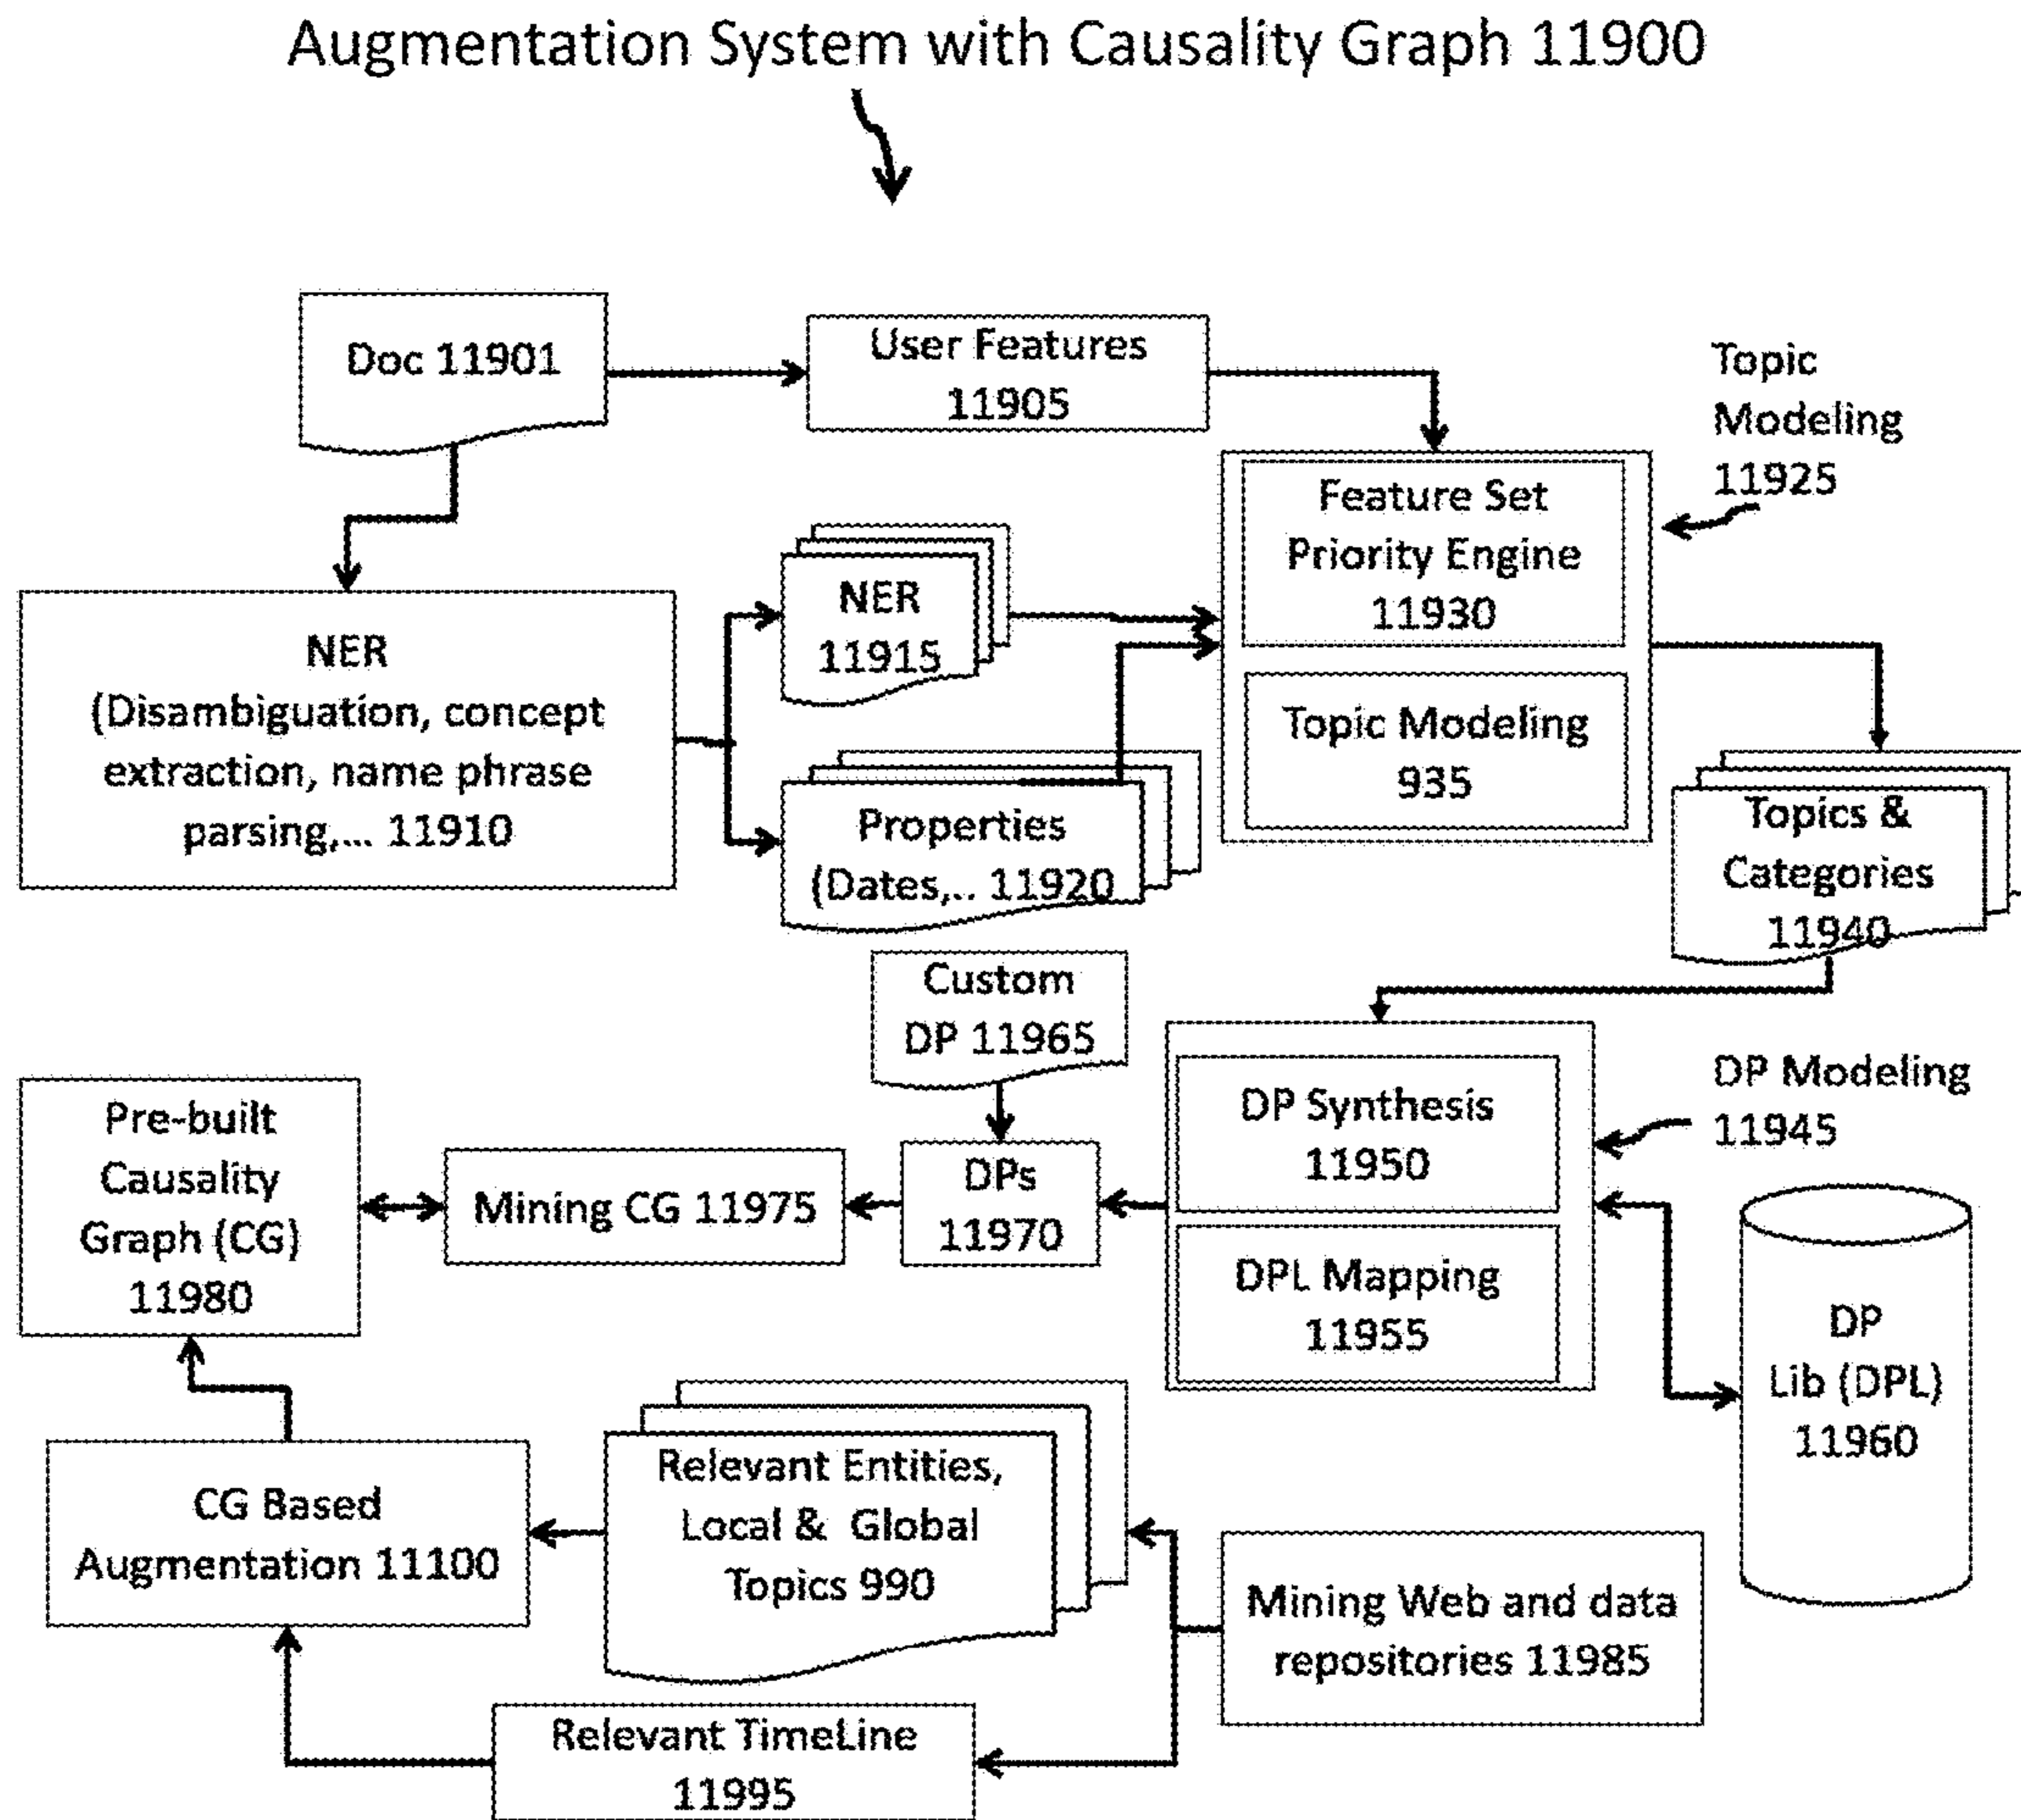 Augmentation System with Causality Graph 11900
Doc 11901
User Features
11905
Topic
Modeling
11925
Feature Set
Priority Engine
11930
NER
11915
NER
(Disambiguation, concept
extraction, name phrase
parsing,... 11910
Topic Modeling
935
Properties
(Dates,.. 11920
Topics &
Categories
11940
Custom
DP 11965
DP Synthesis
11950
DP Modeling
11945
Pre-built
Causality
Graph (CG)
11980
Mining CG 11975
DPs
11970
DPL Mapping
11955
DP
Lib (DPL)
11960
CG Based
Augmentation 11100
Relevant Entities,
Local & Global
Topics 990
Mining Web and data
repositories 11985
Relevant TimeLine
11995